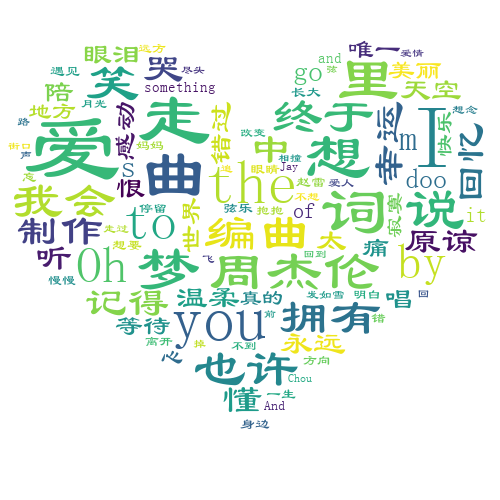 远方
唯一
爱情
眼泪
哭
and
弦
遇见
尽头
笑
里
美丽
go
天空
陪
something
长大
想念
月光
走
终于
地方
感动
错过
改变
幸运
m
I
回忆
快乐
路
街口
爱
声
妈妈
中
相撞
想
s
曲
the
追
眼睛
Jay
赵雷
忘
恨
爱人
doo
我会
不想
词
说
停留
弦乐
抱抱
of
寂寞
it
制作
to
世界
编曲
太
痛
原谅
走过
听
Oh
想要
梦
周杰伦
回到
by
飞
慢慢
记得
温柔
真的
发如雪
明白
唱
回
you
前
拥有
错
等待
离开
掉
永远
心
不到
也许
方向
Chou
懂
一生
And
身边